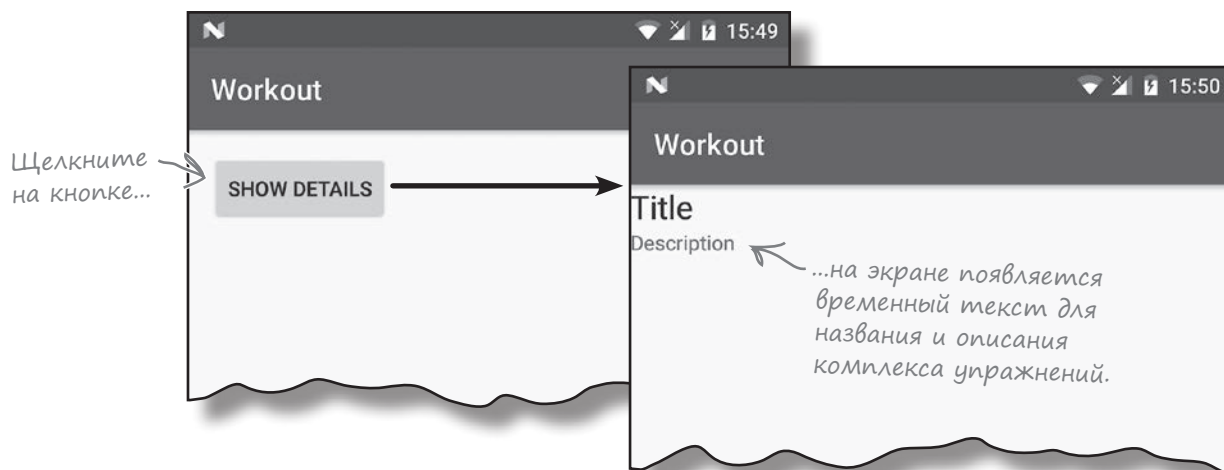 15:49
Workout
Щелкните
на кнопке...
SHOW DETAILS
15:50
Workout
Title
Description
...на экране появляется
временный текст для
названия и описания
комплекса упражнений.